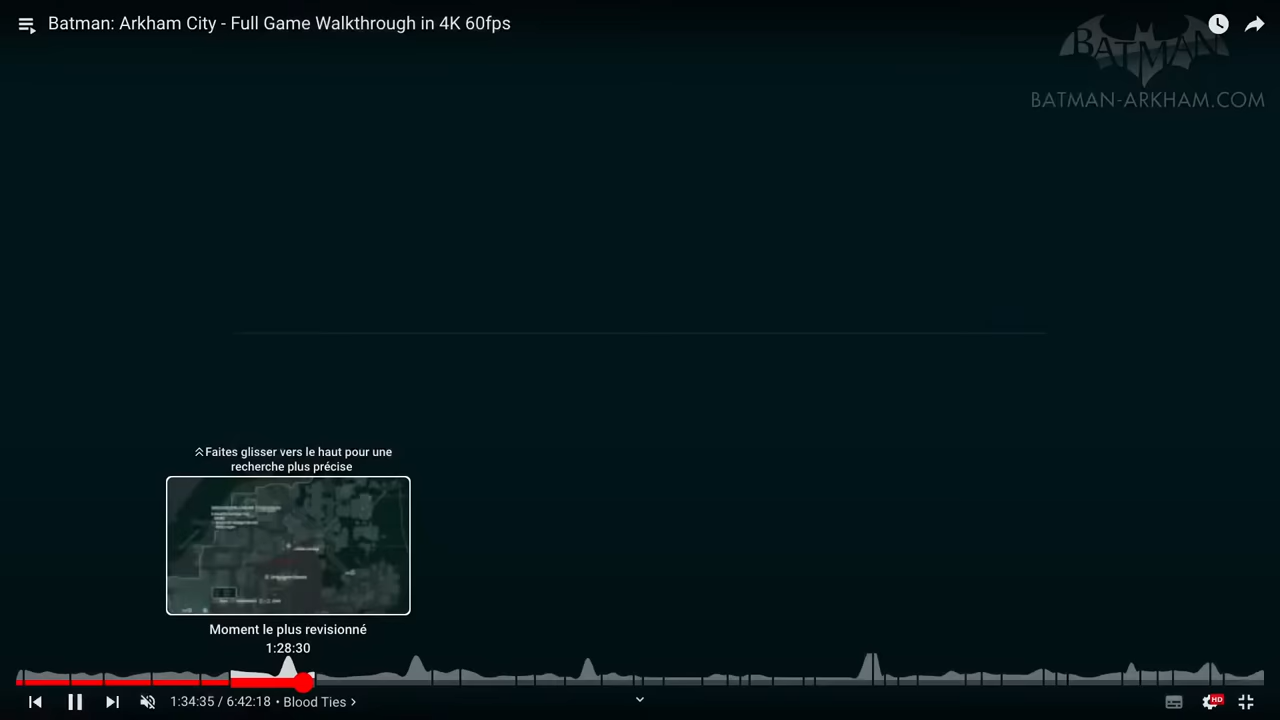 Batman: Arkham City - Full Game Walkthrough in 4K 60fps
BATMAN
BATMAN-ARKHAM.COM
Faites glisser vers le haut pour une
recherche plus précise
Moment le plus revisionné
1:28:30
1:34:35 / 6:42:18 • Blood Ties >
HD